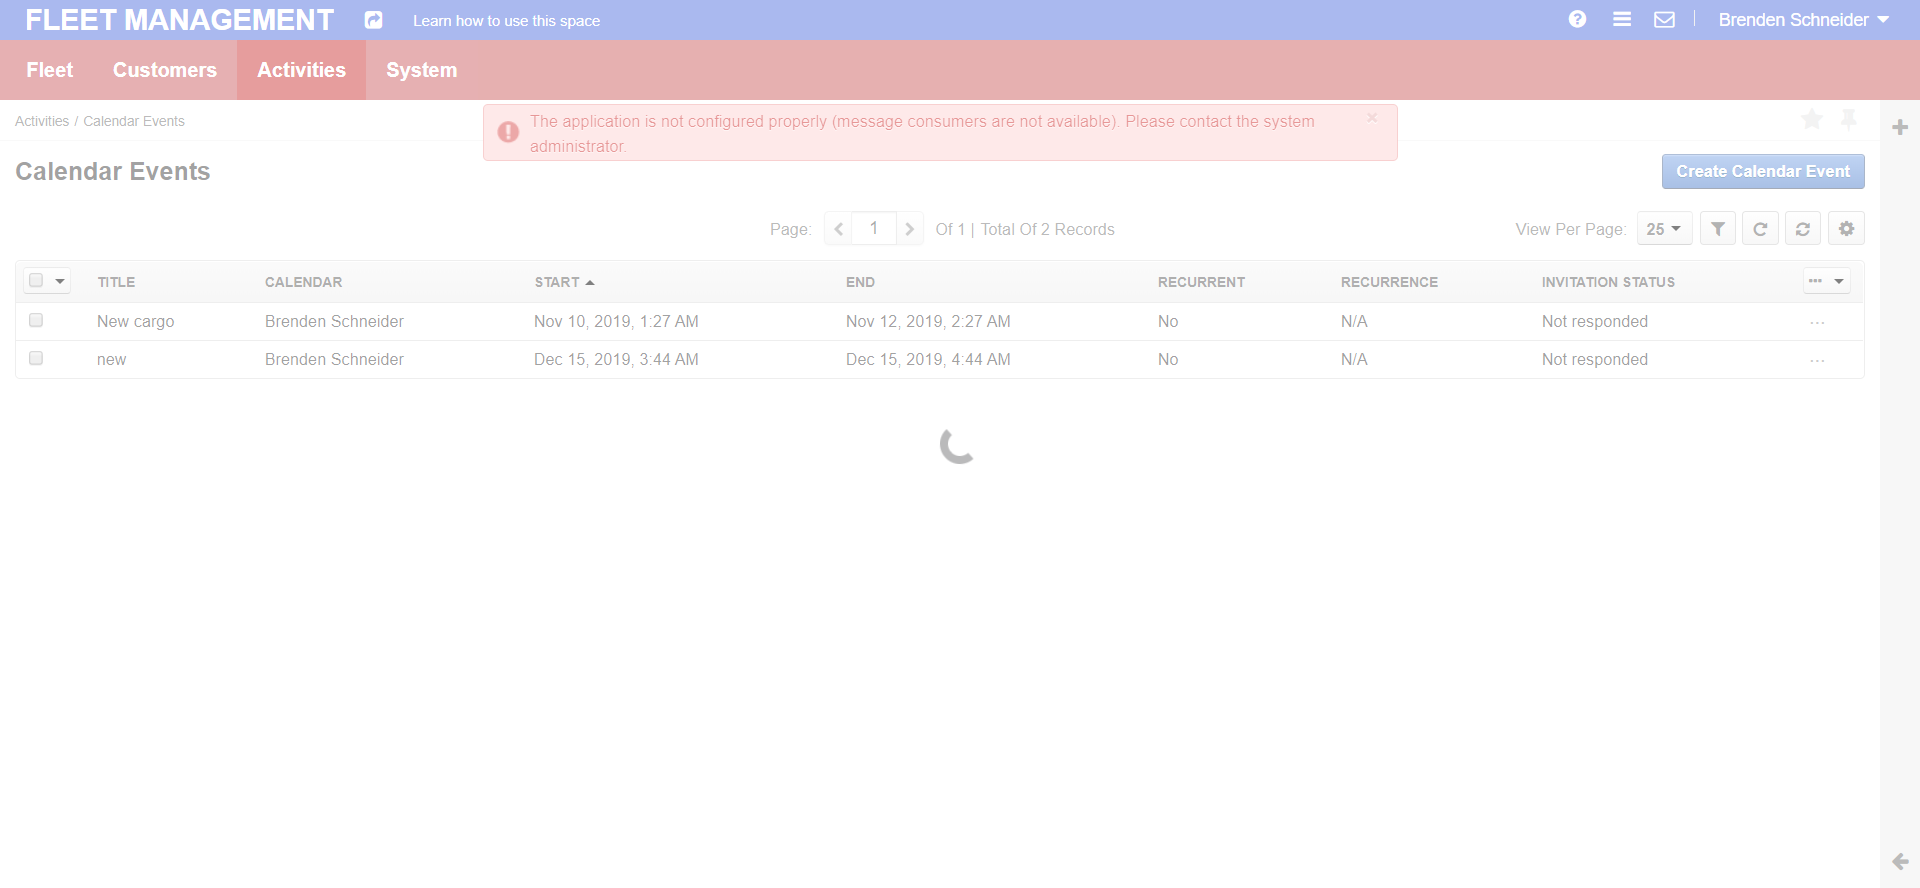 FLEET MANAGEMENT
Learn how to use this space
Brenden Schneider
Fleet
Customers
Activities
System
Activities / Calendar Events
The application is not configured properly (message consumers are not available). Please contact the system
administrator.
×
Calendar Events
Create Calendar Event
Page:
1
Of 1 | Total Of 2 Records
View Per Page:
25
TITLE CALENDAR START END RECURRENT RECURRENCE INVITATION STATUS
New cargo Brenden Schneider Nov 10, 2019, 1:27 AM Nov 12, 2019, 2:27 AM No N/A Not responded ...
new Brenden Schneider Dec 15, 2019, 3:44 AM Dec 15, 2019, 4:44 AM No N/A Not responded ...